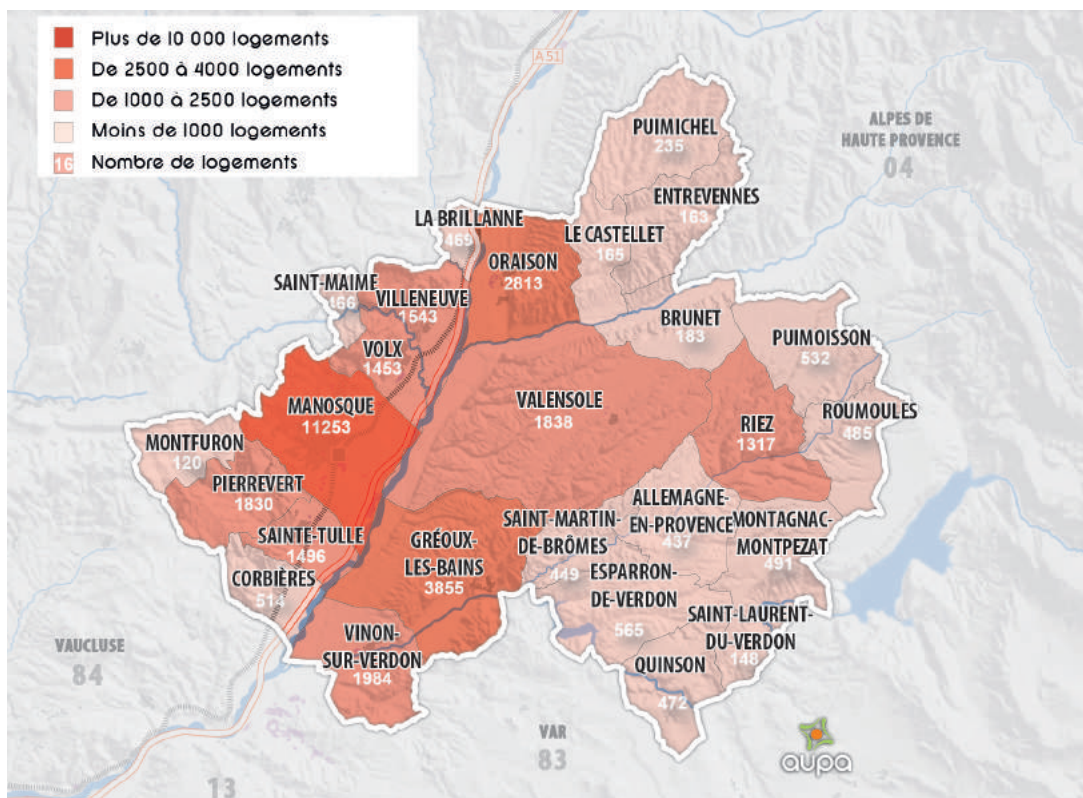 Plus de 10 000 logements
De 2500 à 4000 logements
De 1000 à 2500 logements
Moins de 1000 logements
16
Nombre de logements
A 51
ALPES DE
HAUTE PROVENCE
04
PUIMICHEL
235
ENTREVENNES
163
LA BRILLANNE
469
LE CASTELLET
165
ORAISON
2813
SAINT-MAIME
466
VILLENEUVE
1543
BRUNET
183
PUIMOISSON
532
VOLX
1453
MANOSQUE
11253
VALENSOLE
1838
RIEZ
1317
ROUMOULES
485
MONTFURON
120
PIERREVERT
1830
SAINTE-TULLE
1496
ALLEMAGNE-
EN-PROVENCE
437
MONTAGNAC-
MONTPEZAT
491
SAINT-MARTIN-
DE-BRÔMES
449
GRÉOUX-
LES-BAINS
3855
CORBIÈRES
514
ESPARRON-
DE-VERDON
565
SAINT-LAURENT-
DU-VERDON
148
VINON-
SUR-VERDON
1984
QUINSON
472
VAUCLUSE
84
VAR
83
13
aupa